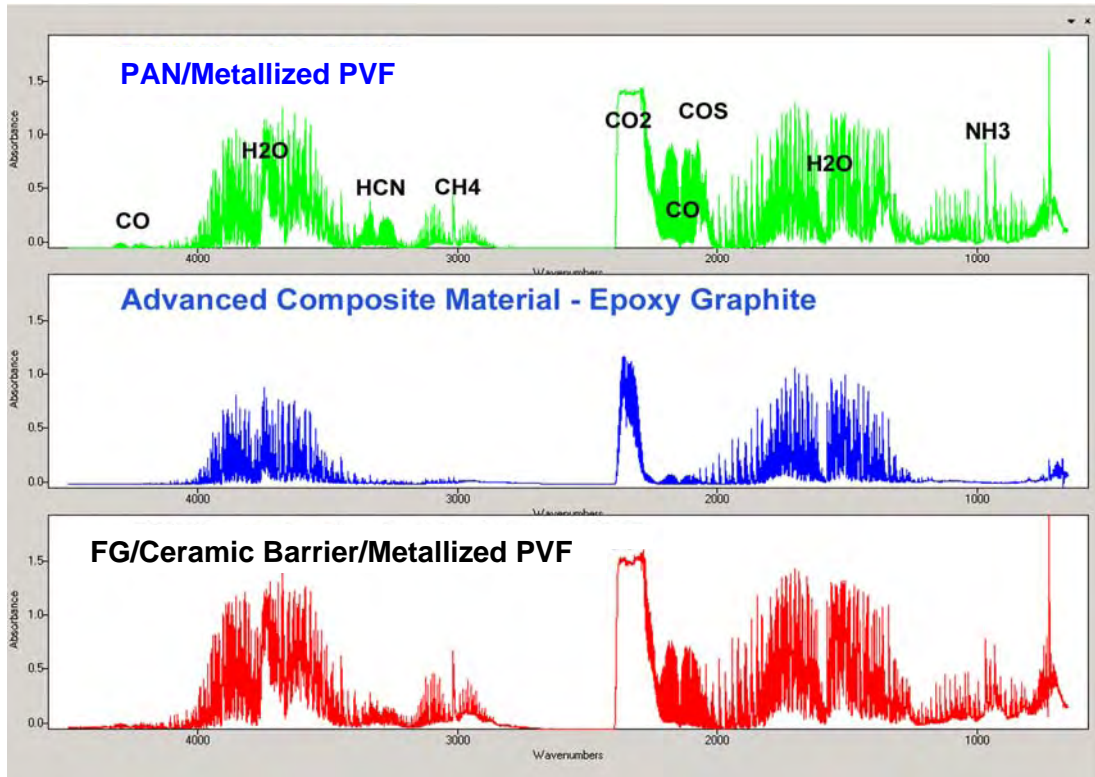 PAN/Metallized PVF
1.5
1.0
0.5
0.0
Absorbance
CO
H2O
HCN
CH4
CO2
COS
CO
H2O
NH3
4000
3000
2000
1000
Wavenumbers
Advanced Composite Material - Epoxy Graphite
1.5
1.0
0.5
0.0
Absorbance
4000
3000
2000
1000
Wavenumbers
FG/Ceramic Barrier/Metallized PVF
1.5
1.0
0.5
0.0
Absorbance
4000
3000
2000
1000
Wavenumbers